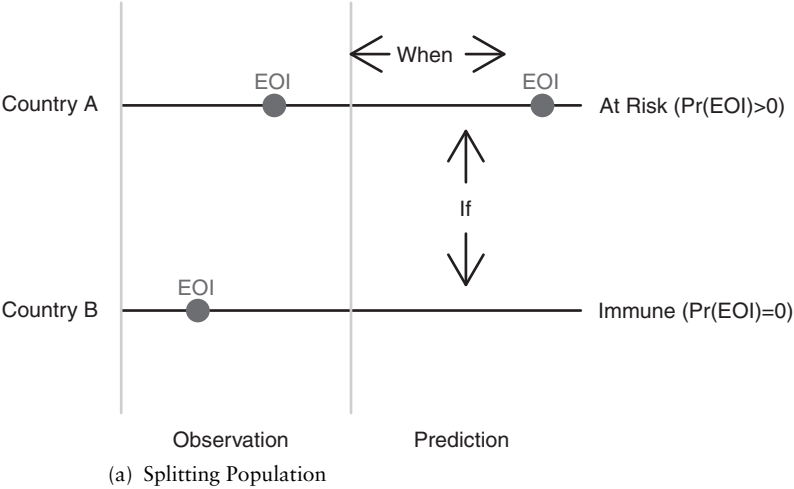 When
EOI
EOI
Country A
At Risk (Pr(EOI)>0)
If
EOI
Country B
Immune (Pr(EOI)=0)
Observation
Prediction
(a) Splitting Population